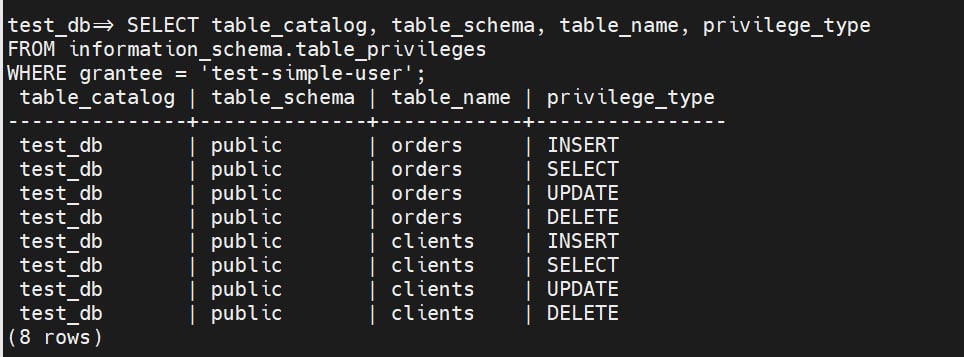 test_db=> SELECT table_catalog, table_schema, table_name, privilege_type
FROM information_schema.table_privileges
WHERE grantee = 'test-simple-user';
 table_catalog | table_schema | table_name | privilege_type
---------------+--------------+------------+----------------
 test_db       | public       | orders     | INSERT
 test_db       | public       | orders     | SELECT
 test_db       | public       | orders     | UPDATE
 test_db       | public       | orders     | DELETE
 test_db       | public       | clients    | INSERT
 test_db       | public       | clients    | SELECT
 test_db       | public       | clients    | UPDATE
 test_db       | public       | clients    | DELETE
(8 rows)